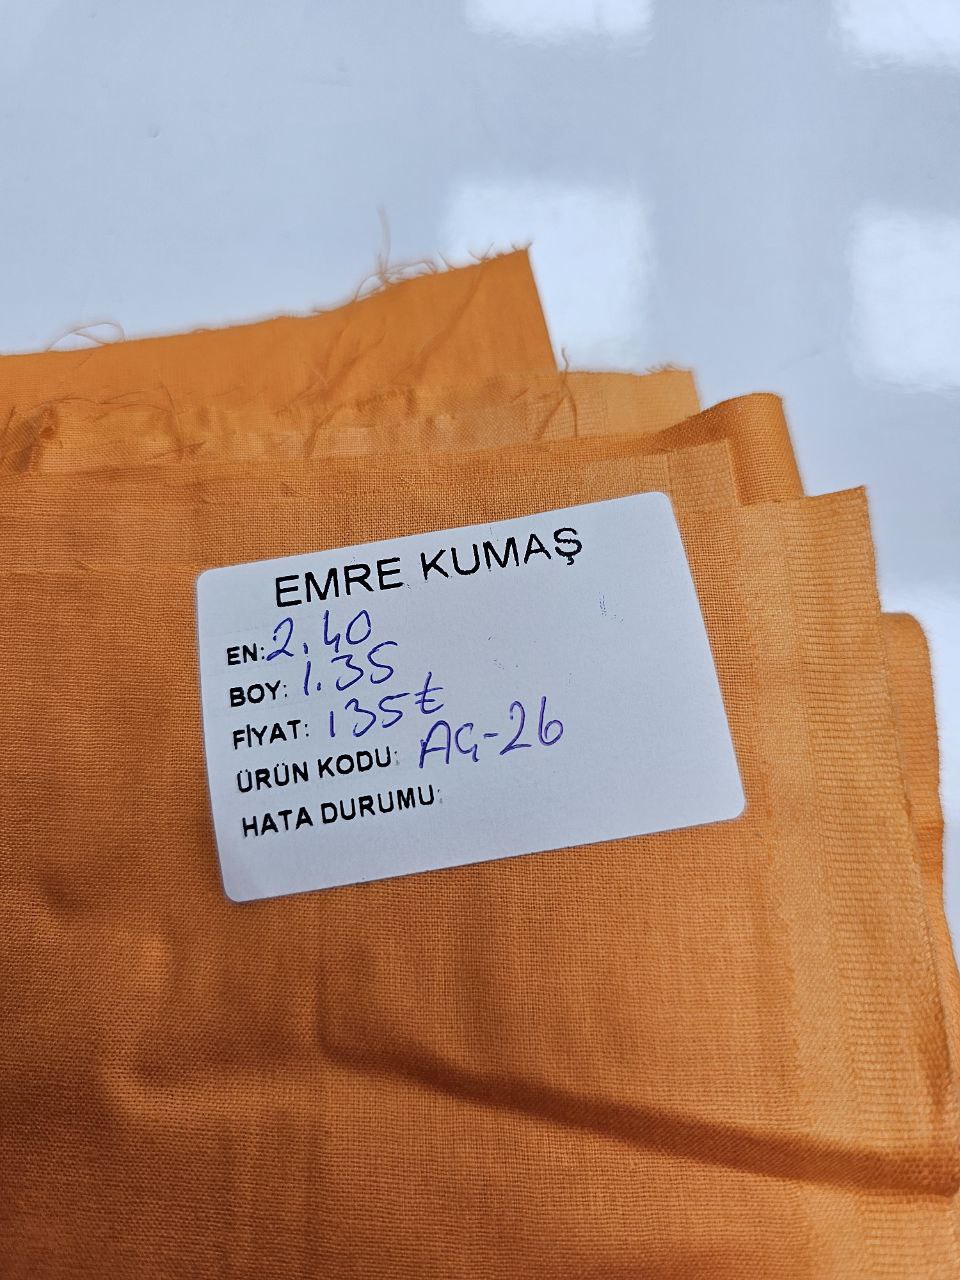 EMRE KUMAŞ
EN: 2.40
BOY: 1.35
FİYAT: 135₺
ÜRÜN KODU: AG-26
HATA DURUMU: